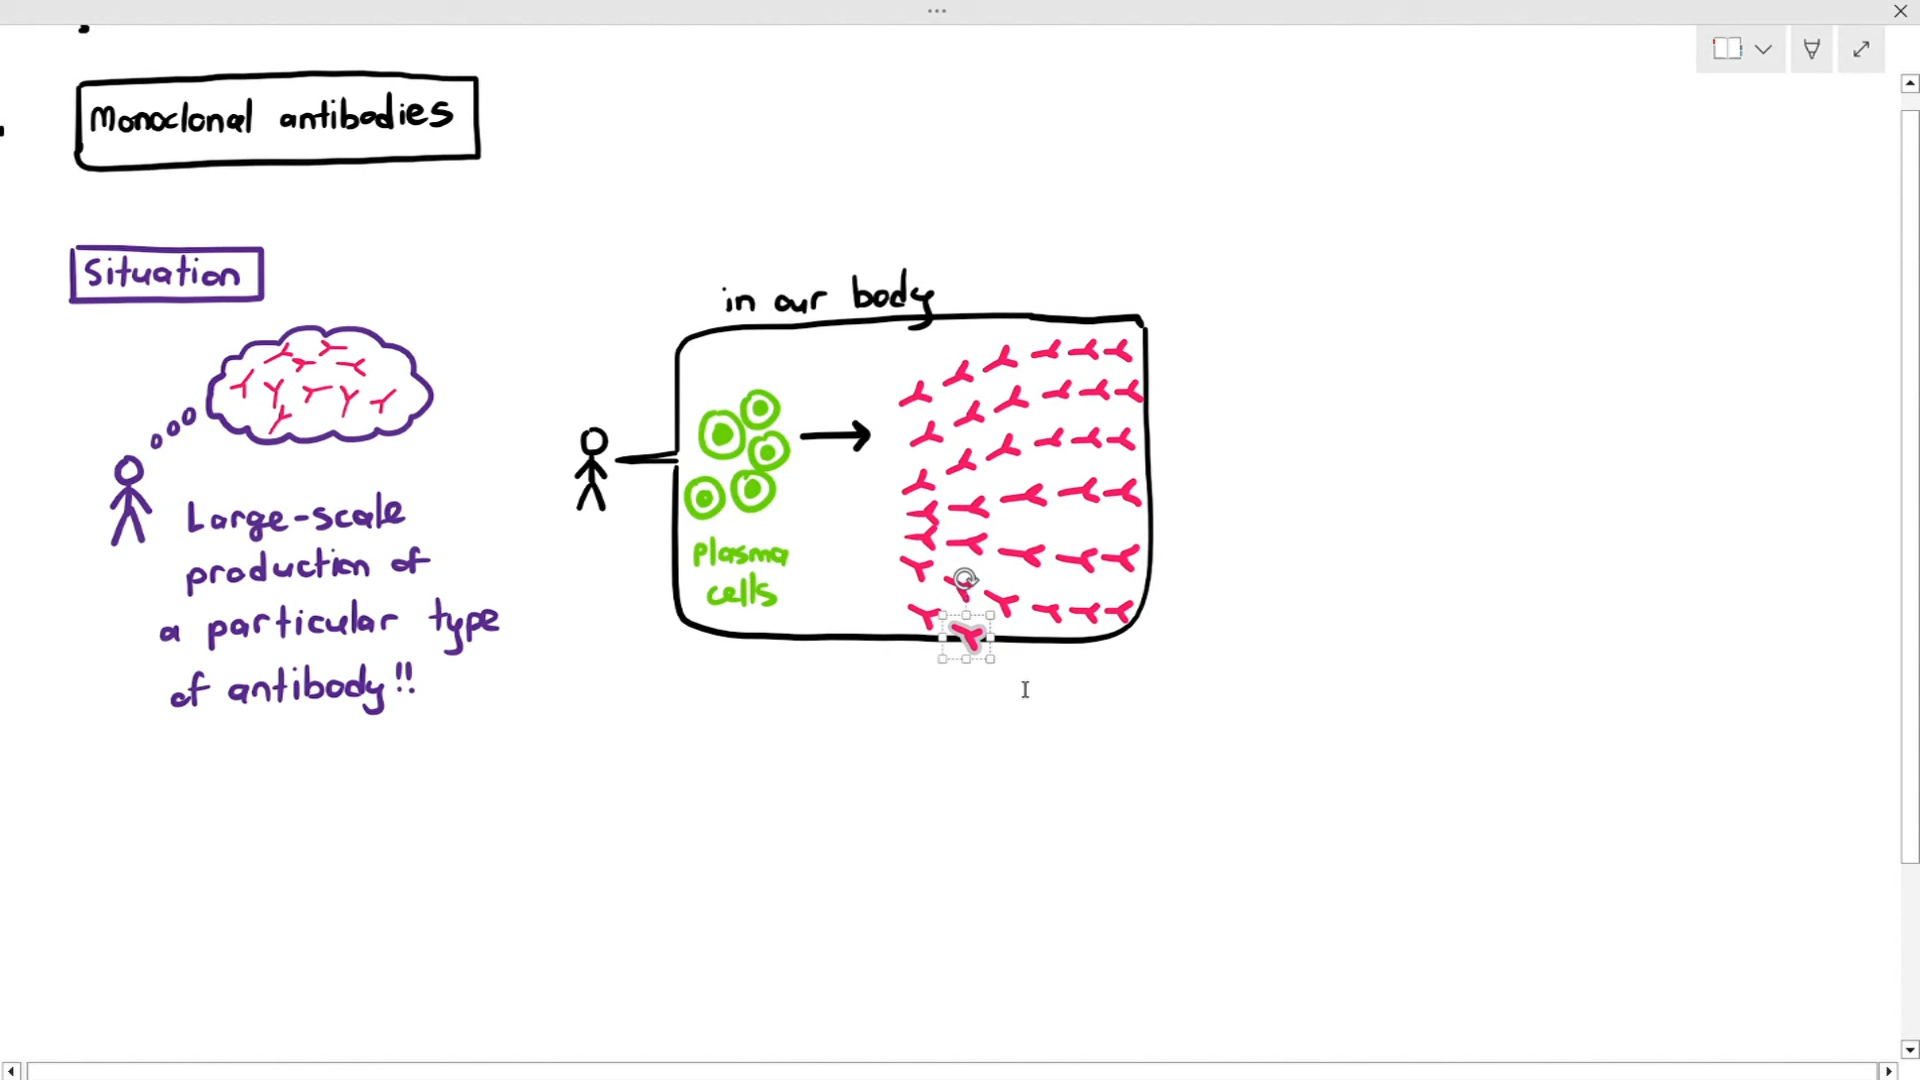 Monoclonal antibodies
Situation
in our body
Large-scale
production of
a particular type
of antibody!!
plasma
cells